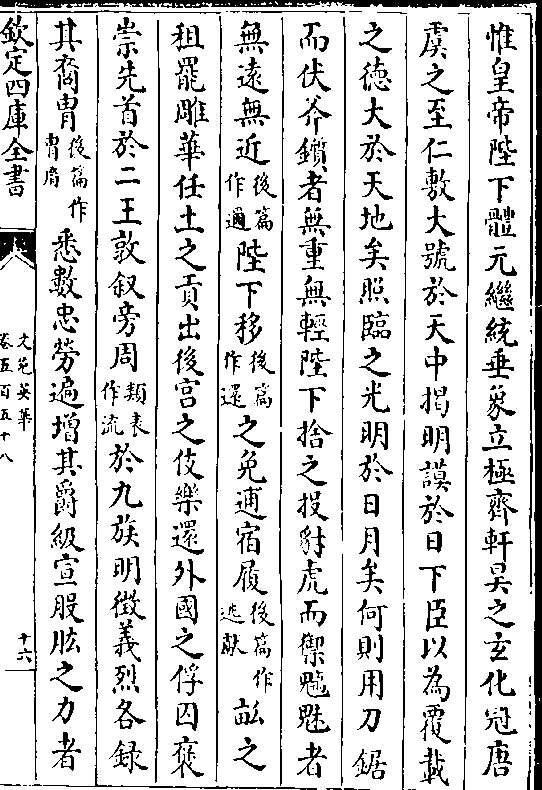 惟皇帝陛下體元繼統垂象立極齊軒昊之玄化冠唐
虞之至仁敷大號於天中揭明謨於日下臣以為覆載
之德大於天地矣照臨之光明於日月矣何則用刀鋸
而伏斧鑕者無重無輕陛下捨之投豺虎而禦魑魅者
無遠無近後篇作邇陛下移後篇作還之免逋宿履後篇作逃献畆之
租罷雕華任土之貢出後宮之伎樂還外國之俘囚褒
崇先首於二王敦叙旁周類表作流於九族明徴義烈各錄
其裔胄後篇作胄裔悉數忠勞遍增其爵級宣股肱之力者
欽定四庫全書
文苑英華
卷五百五十八
十六